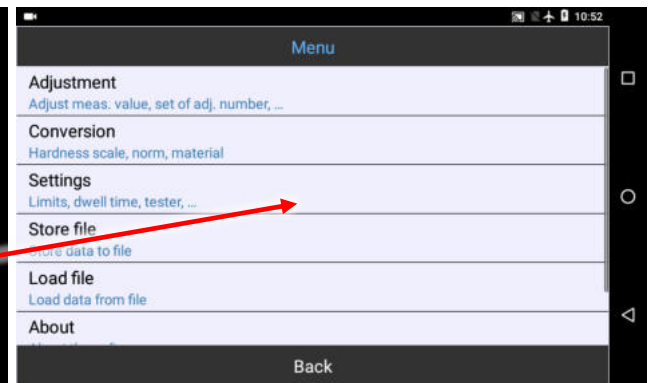 10:52
Menu
Adjustment
Adjust meas. value, set of adj. number, ...
Conversion
Hardness scale, norm, material
Settings
Limits, dwell time, tester, ...
Store file
Store data to file
Load file
Load data from file
About
Back